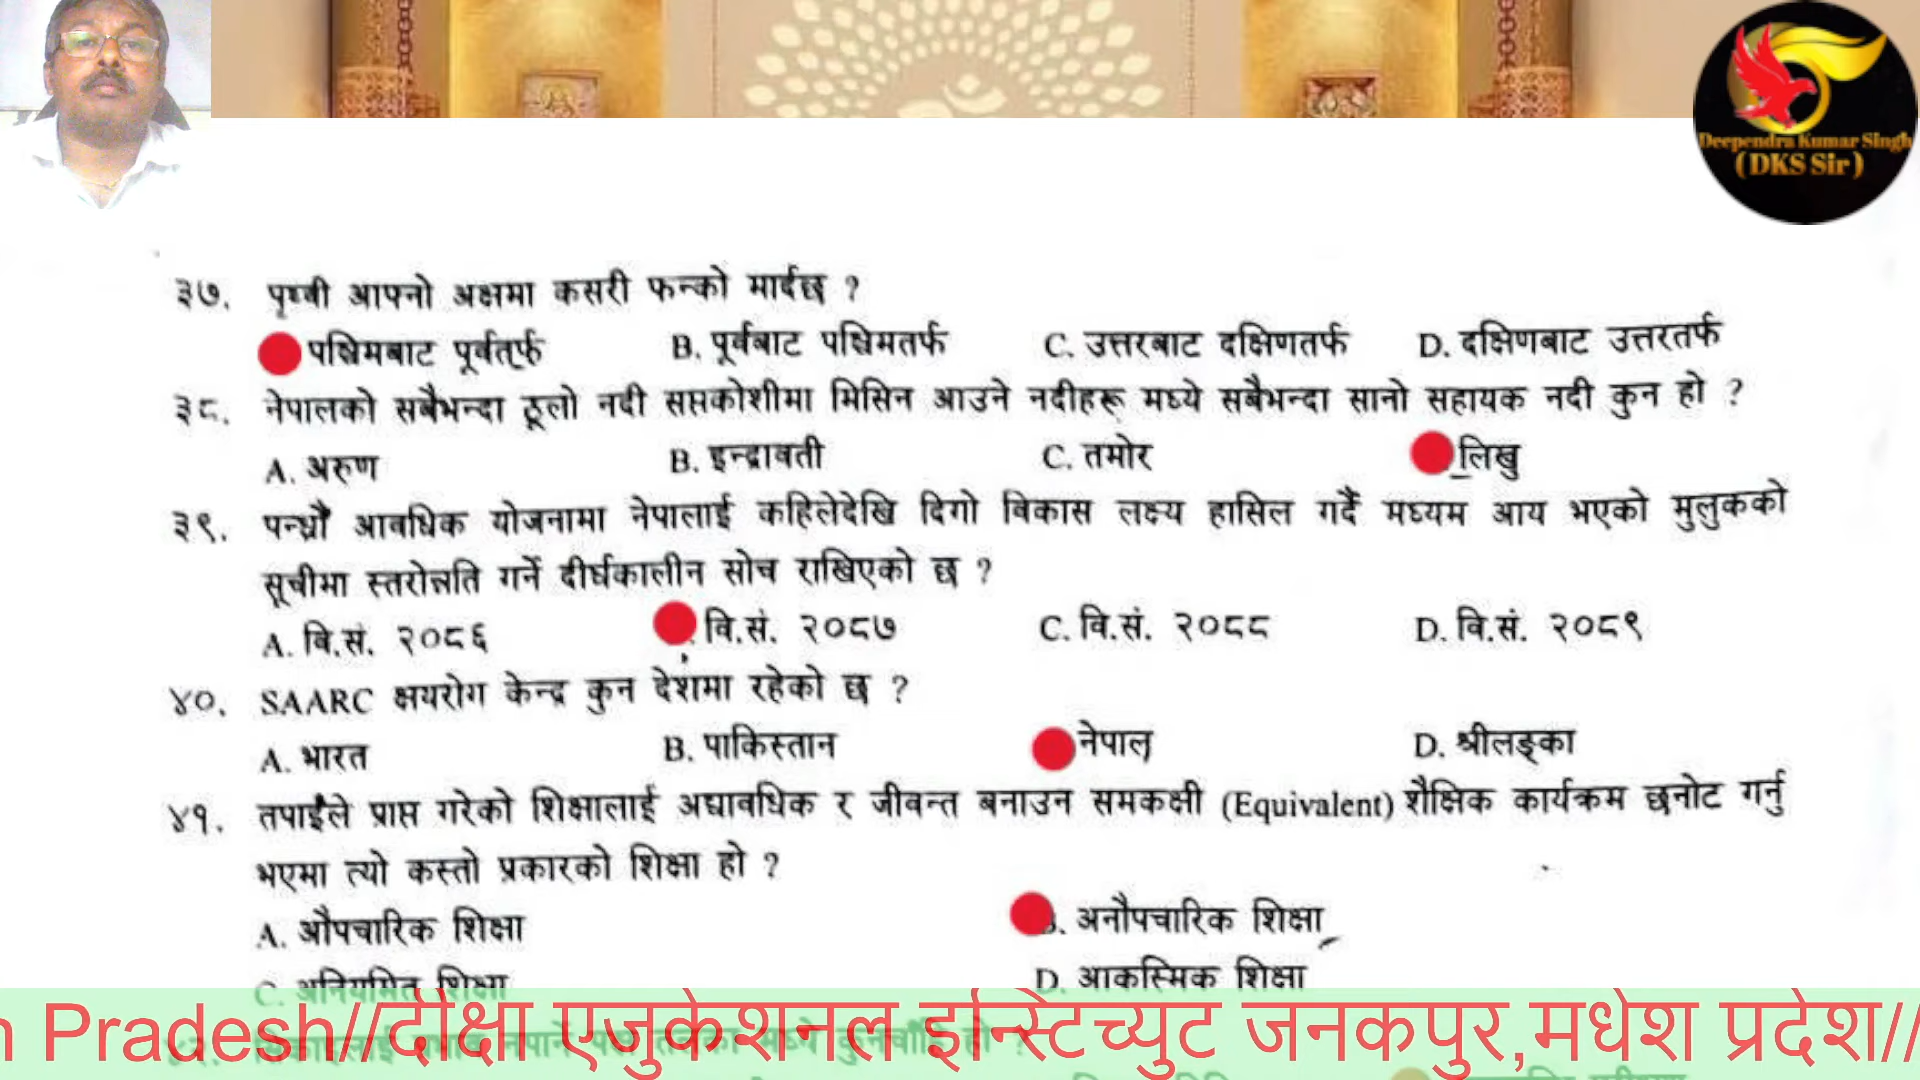 Deependra Kumar Singh
(DKS Sir)
३७. पृथ्वी आफ्नो अक्षमा कसरी फन्को मार्दछ ?
पश्चिमबाट पूर्वतर्फ B. पूर्वबाट पश्चिमतर्फ C. उत्तरबाट दक्षिणतर्फ D. दक्षिणबाट उत्तरतर्फ
३८. नेपालको सबैभन्दा ठूलो नदी सप्तकोशीमा मिसिन आउने नदीहरू मध्ये सबैभन्दा सानो सहायक नदी कुन हो ?
A. अरुण B. इन्द्रावती C. तमोर लिखु
३९. पन्ध्रौं आवधिक योजनामा नेपालाई कहिलेदेखि दिगो विकास लक्ष्य हासिल गर्दै मध्यम आय भएको मुलुकको
सूचीमा स्तरोन्नति गर्ने दीर्घकालीन सोच राखिएको छ ?
A. वि.सं. २०८६ वि.सं. २०८७ C. वि.सं. २०८८ D. वि.सं. २०८९
४०. SAARC क्षयरोग केन्द्र कुन देशमा रहेको छ ?
A. भारत B. पाकिस्तान नेपाल D. श्रीलङ्का
४१. तपाईंले प्राप्त गरेको शिक्षालाई अद्यावधिक र जीवन्त बनाउन समकक्षी (Equivalent) शैक्षिक कार्यक्रम छनोट गर्नु
भएमा त्यो कस्तो प्रकारको शिक्षा हो ?
A. औपचारिक शिक्षा . अनौपचारिक शिक्षा
C. अनियमित शिक्षा D. आकस्मिक शिक्षा
Pradesh//दीक्षा एजुकेशनल इन्स्टिच्युट जनकपुर,मधेश प्रदेश//